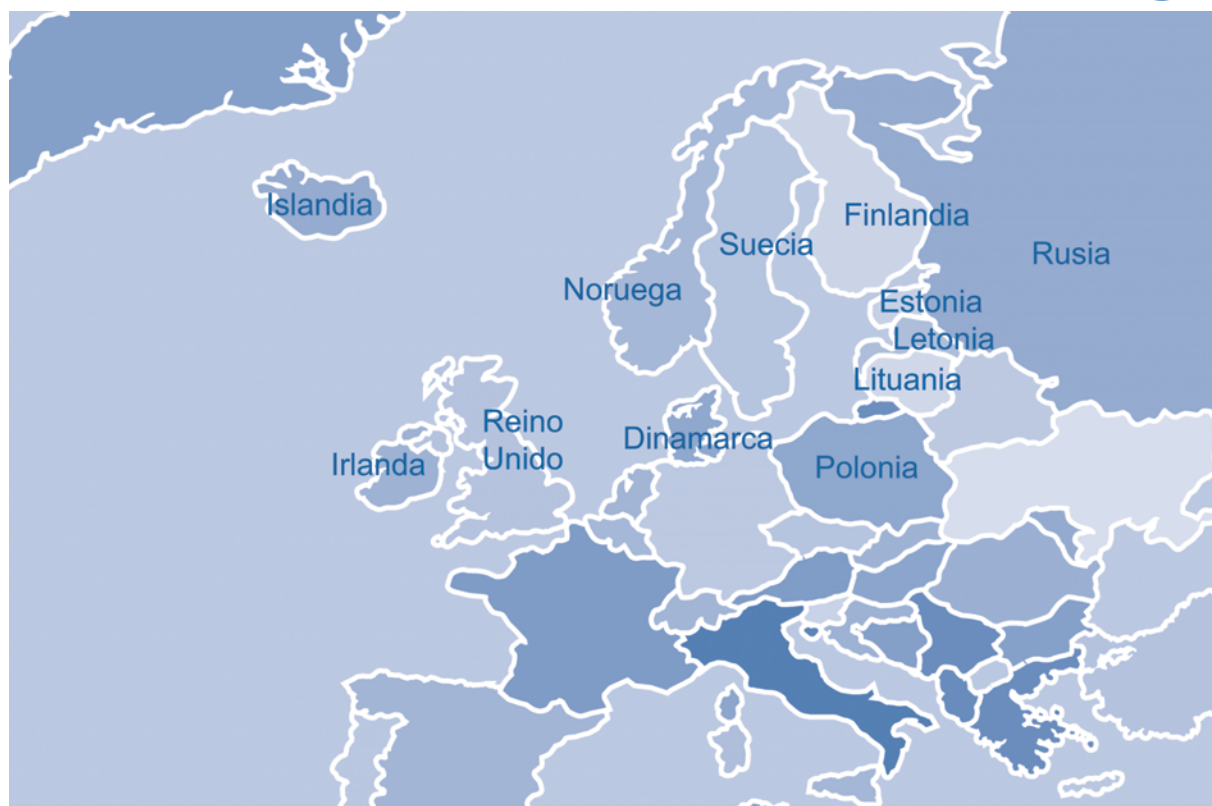 Islandia
Finlandia
Suecia
Rusia
Noruega
Estonia
Letonia
Lituania
Reino
Unido
Dinamarca
Irlanda
Polonia